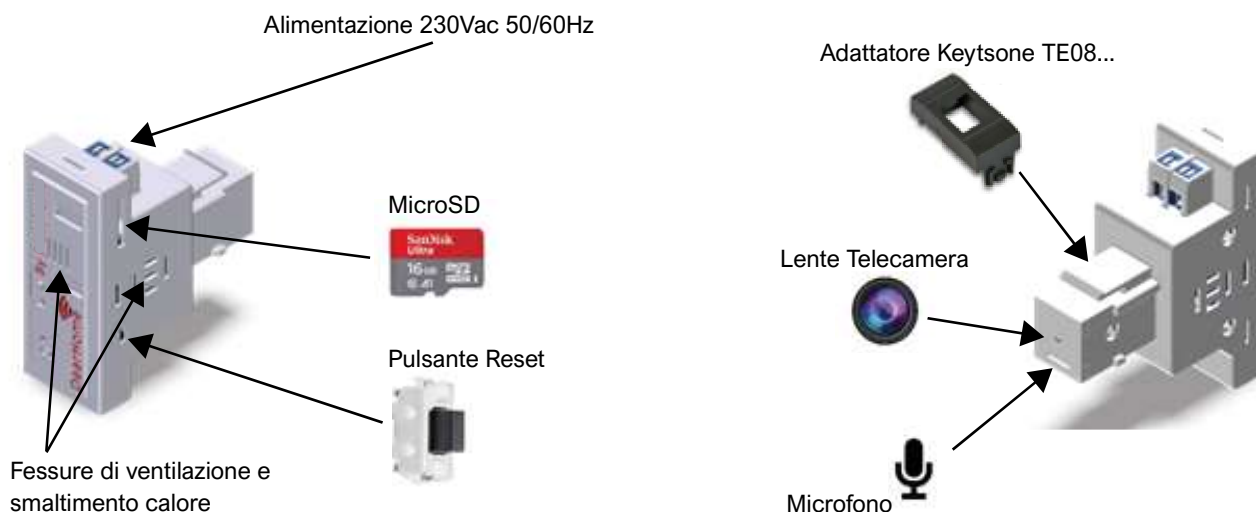 Alimentazione 230Vac 50/60Hz
Adattatore Keytsone TE08...
MicroSD
SanDisk
Ultra
16GB
Lente Telecamera
Pulsante Reset
Fessure di ventilazione e
smaltimento calore
Microfono